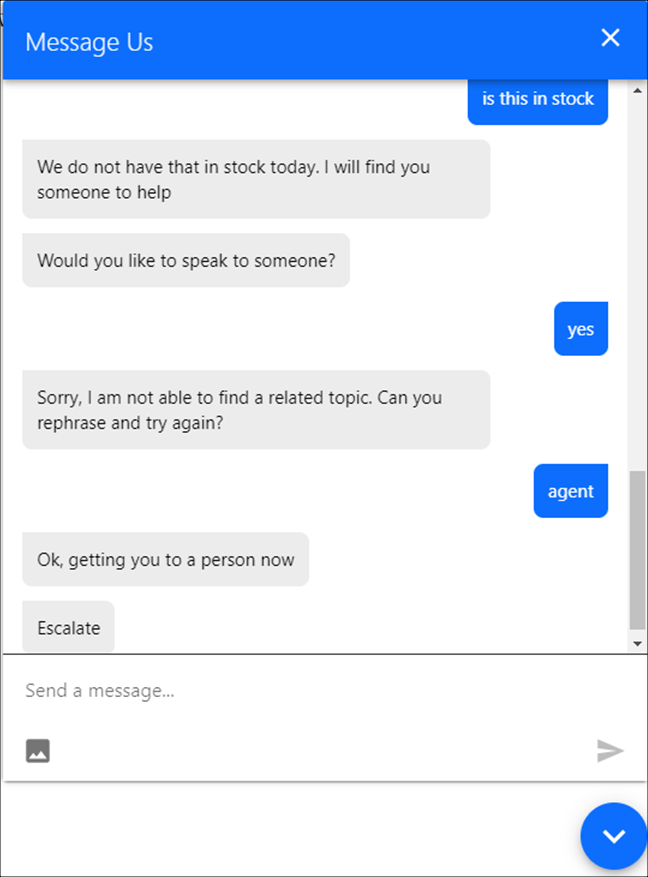 Message Us
is this in stock
We do not have that in stock today. I will find you
someone to help
Would you like to speak to someone?
yes
Sorry, I am not able to find a related topic. Can you
rephrase and try again?
agent
Ok, getting you to a person now
Escalate
Send a message...